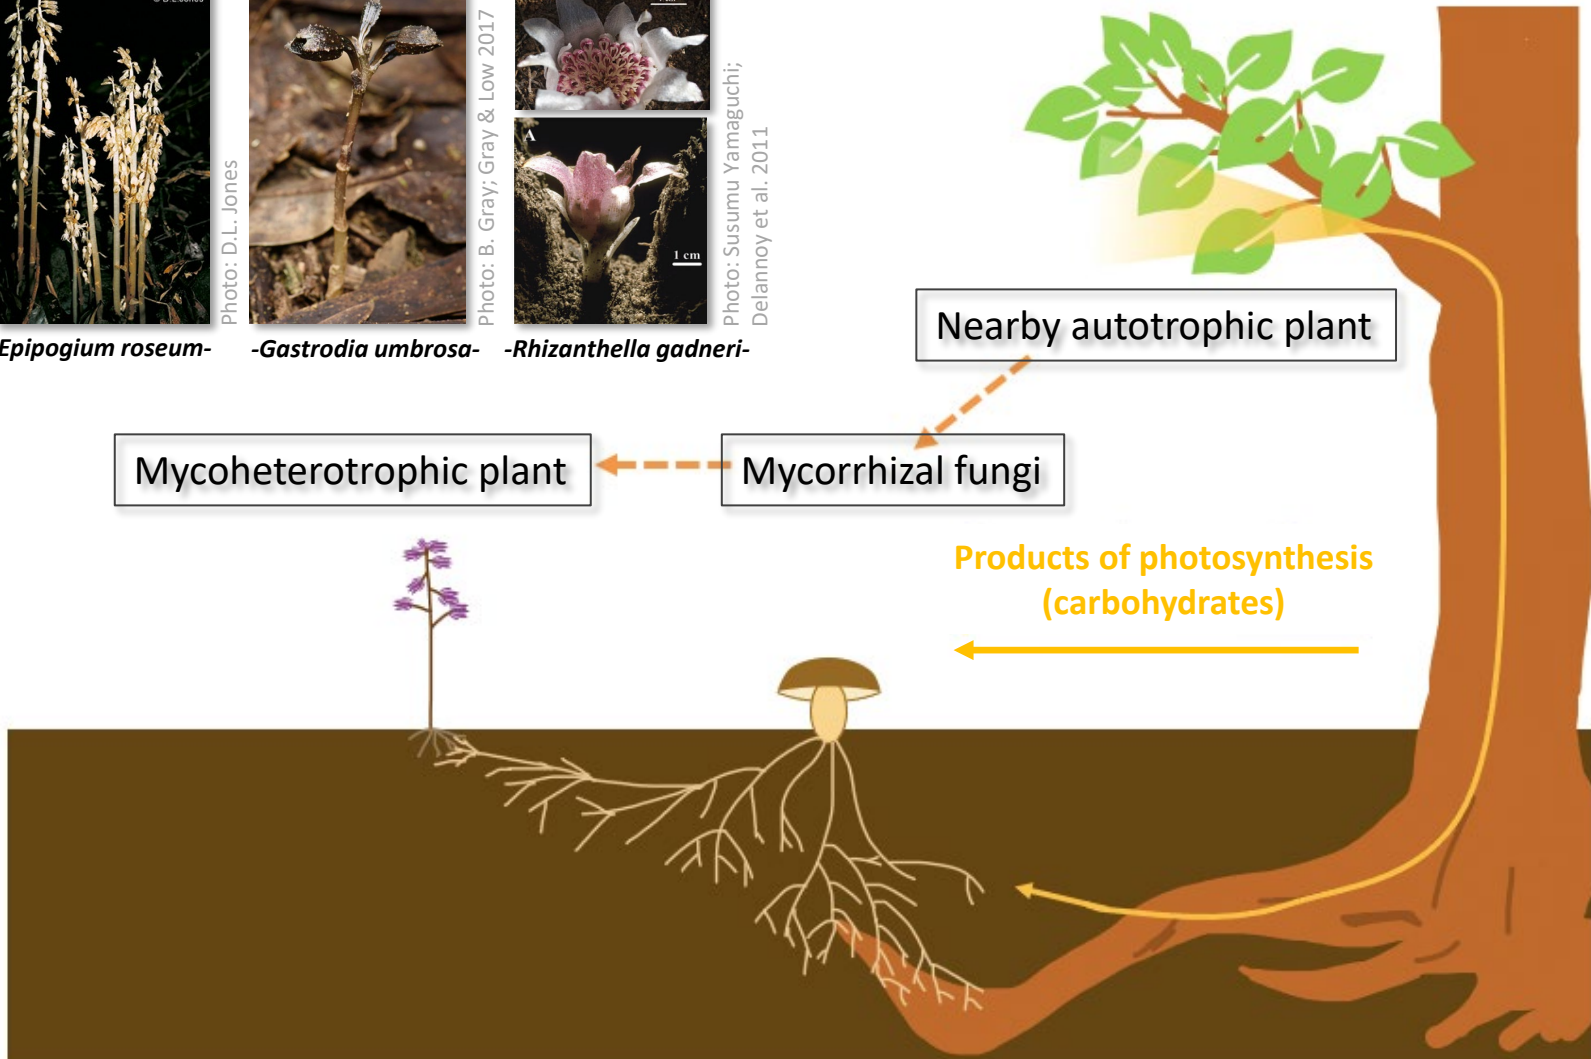 © D.L.Jones
Photo: D.L. Jones
Photo: B. Gray; Gray & Low 2017
A
1 cm
Photo: Susumu Yamaguchi;
Delannoy et al. 2011
Epipogium roseum-
-Gastrodia umbrosa-
-Rhizanthella gadneri-
Nearby autotrophic plant
Mycoheterotrophic plant
Mycorrhizal fungi
Products of photosynthesis
(carbohydrates)